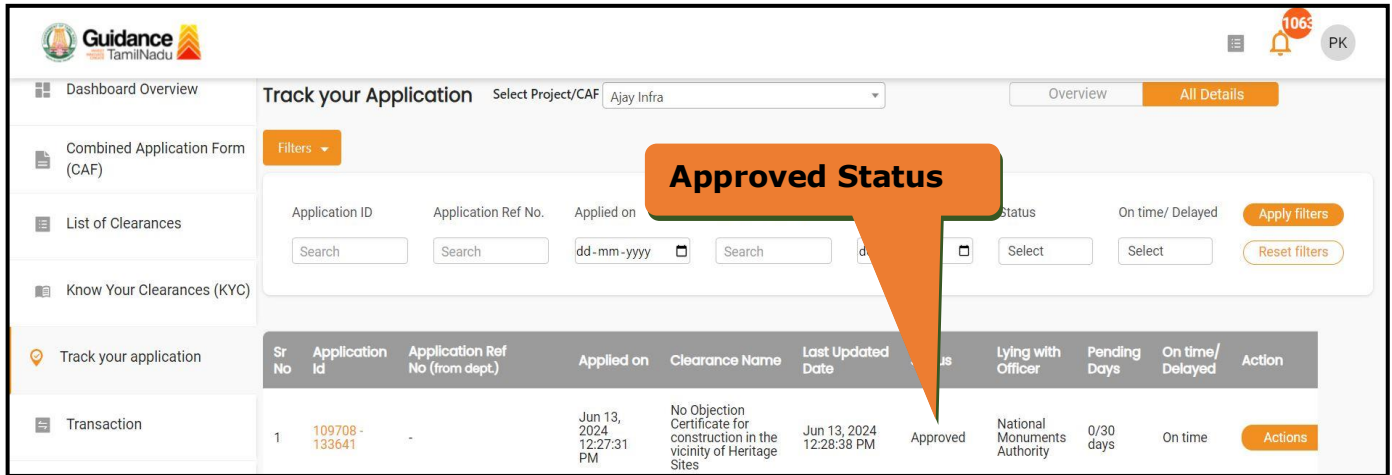 Guidance
TamilNadu
1063
PK
Dashboard Overview
Track your Application
Select Project/CAF
Ajay Infra
Overview
All Details
Combined Application Form
(CAF)
Filters
Approved Status
List of Clearances
Application ID
Application Ref No.
Applied on
Status
On time/ Delayed
Apply filters
Search
Search
dd-mm-yyyy
Search
Select
Select
Reset filters
Know Your Clearances (KYC)
Track your application
Sr
No
Application
Id
Application Ref
No (from dept.)
Applied on
Clearance Name
Last Updated
Date
Lying with
Officer
Pending
Days
On time/
Delayed
Action
Transaction
1
109708 -
133641
-
Jun 13,
2024
12:27:31
PM
No Objection
Certificate for
construction in the
vicinity of Heritage
Sites
Jun 13, 2024
12:28:38 PM
Approved
National
Monuments
Authority
0/30
days
On time
Actions